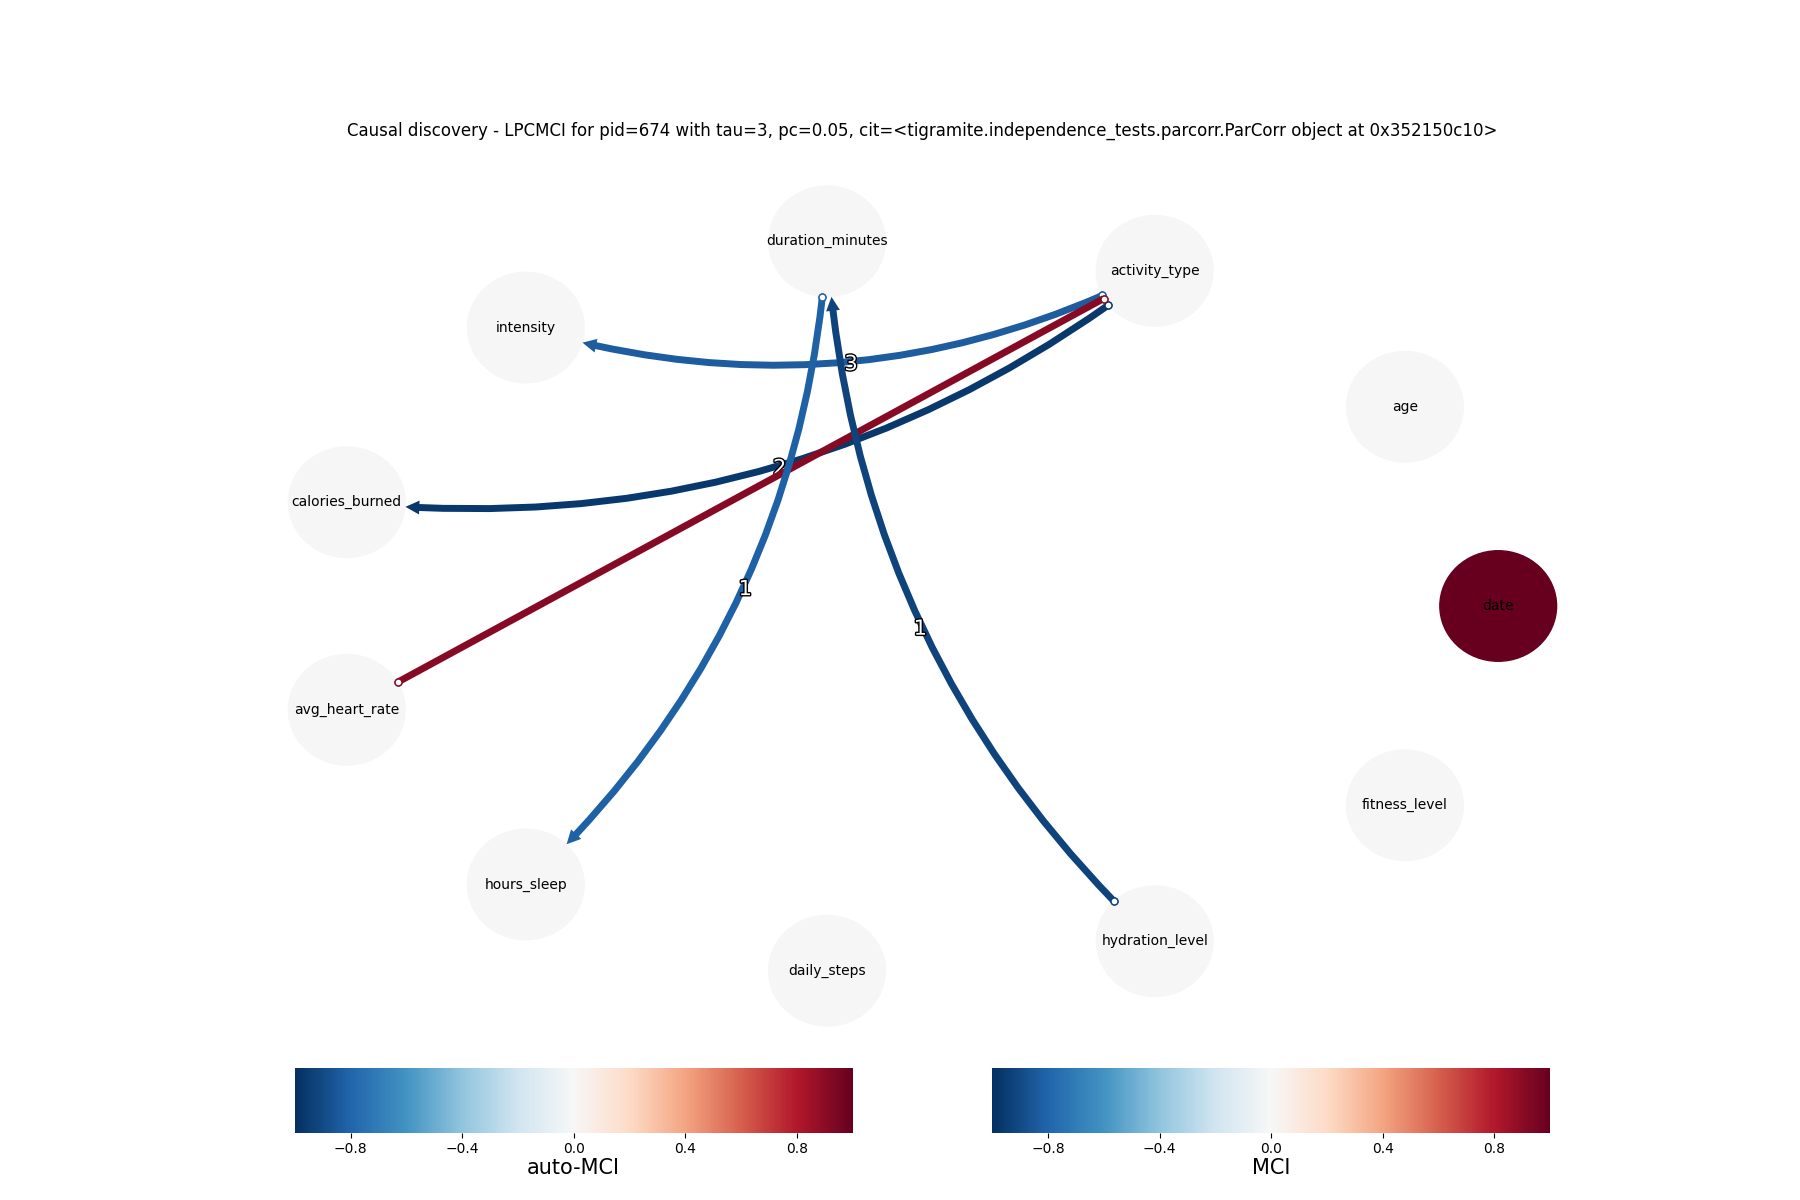 Causal discovery - LPCMCI for pid=674 with tau=3, pc=0.05, cit=<tigramite.independence_tests.parcorr.ParCorr object at 0x352150c10>
duration_minutes
activity_type
intensity
3
age
2
calories_burned
1
date
1
avg_heart_rate
fitness_level
hours_sleep
hydration_level
daily_steps
−0.8 −0.4 0.0 0.4 0.8
auto-MCI
−0.8 −0.4 0.0 0.4 0.8
MCI